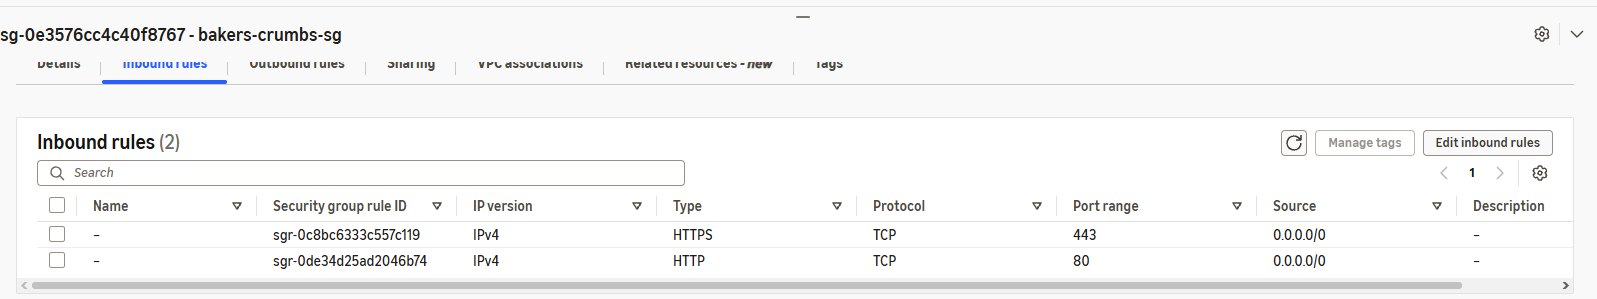 sg-0e3576cc4c40f8767 - bakers-crumbs-sg
Details Inbound rules Outbound rules Sharing VPC associations Related resources - new Tags
Inbound rules (2)
Manage tags Edit inbound rules
Search
1
Name Security group rule ID IP version Type Protocol Port range Source Description
– sgr-0c8bc6333c557c119 IPv4 HTTPS TCP 443 0.0.0.0/0 –
– sgr-0de34d25ad2046b74 IPv4 HTTP TCP 80 0.0.0.0/0 –